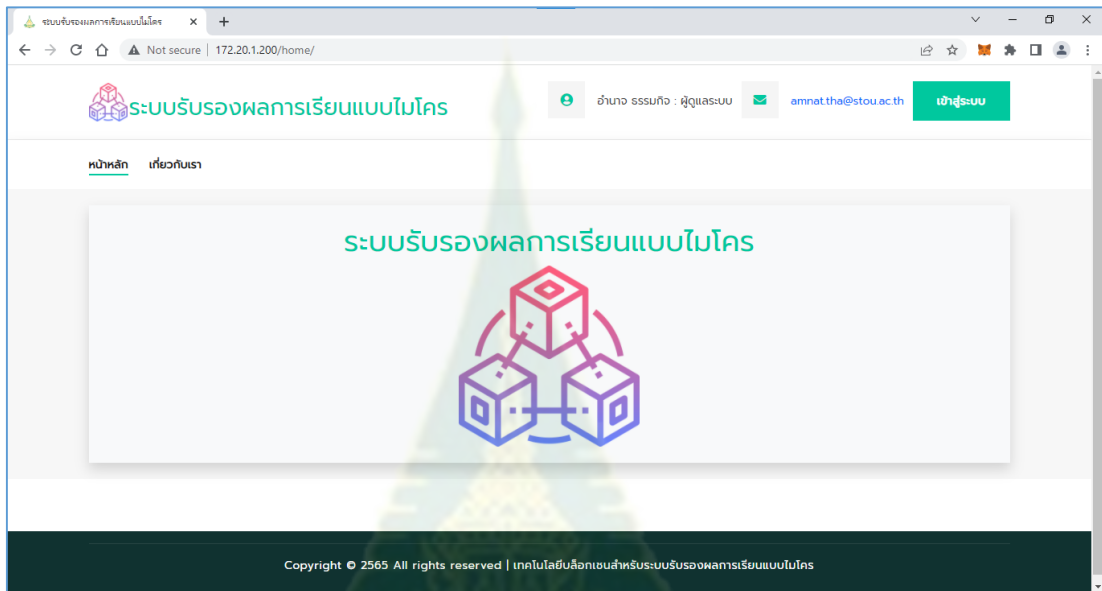 ระบบรับรองผลการเรียนแบบไมโคร
Not secure | 172.20.1.200/home/
ระบบรับรองผลการเรียนแบบไมโคร
อำนาจ ธรรมกิจ : ผู้ดูแลระบบ
amnat.tha@stou.ac.th
เข้าสู่ระบบ
หน้าหลัก เกี่ยวกับเรา
ระบบรับรองผลการเรียนแบบไมโคร
Copyright © 2565 All rights reserved | เทคโนโลยีบล็อกเชนสำหรับระบบรับรองผลการเรียนแบบไมโคร